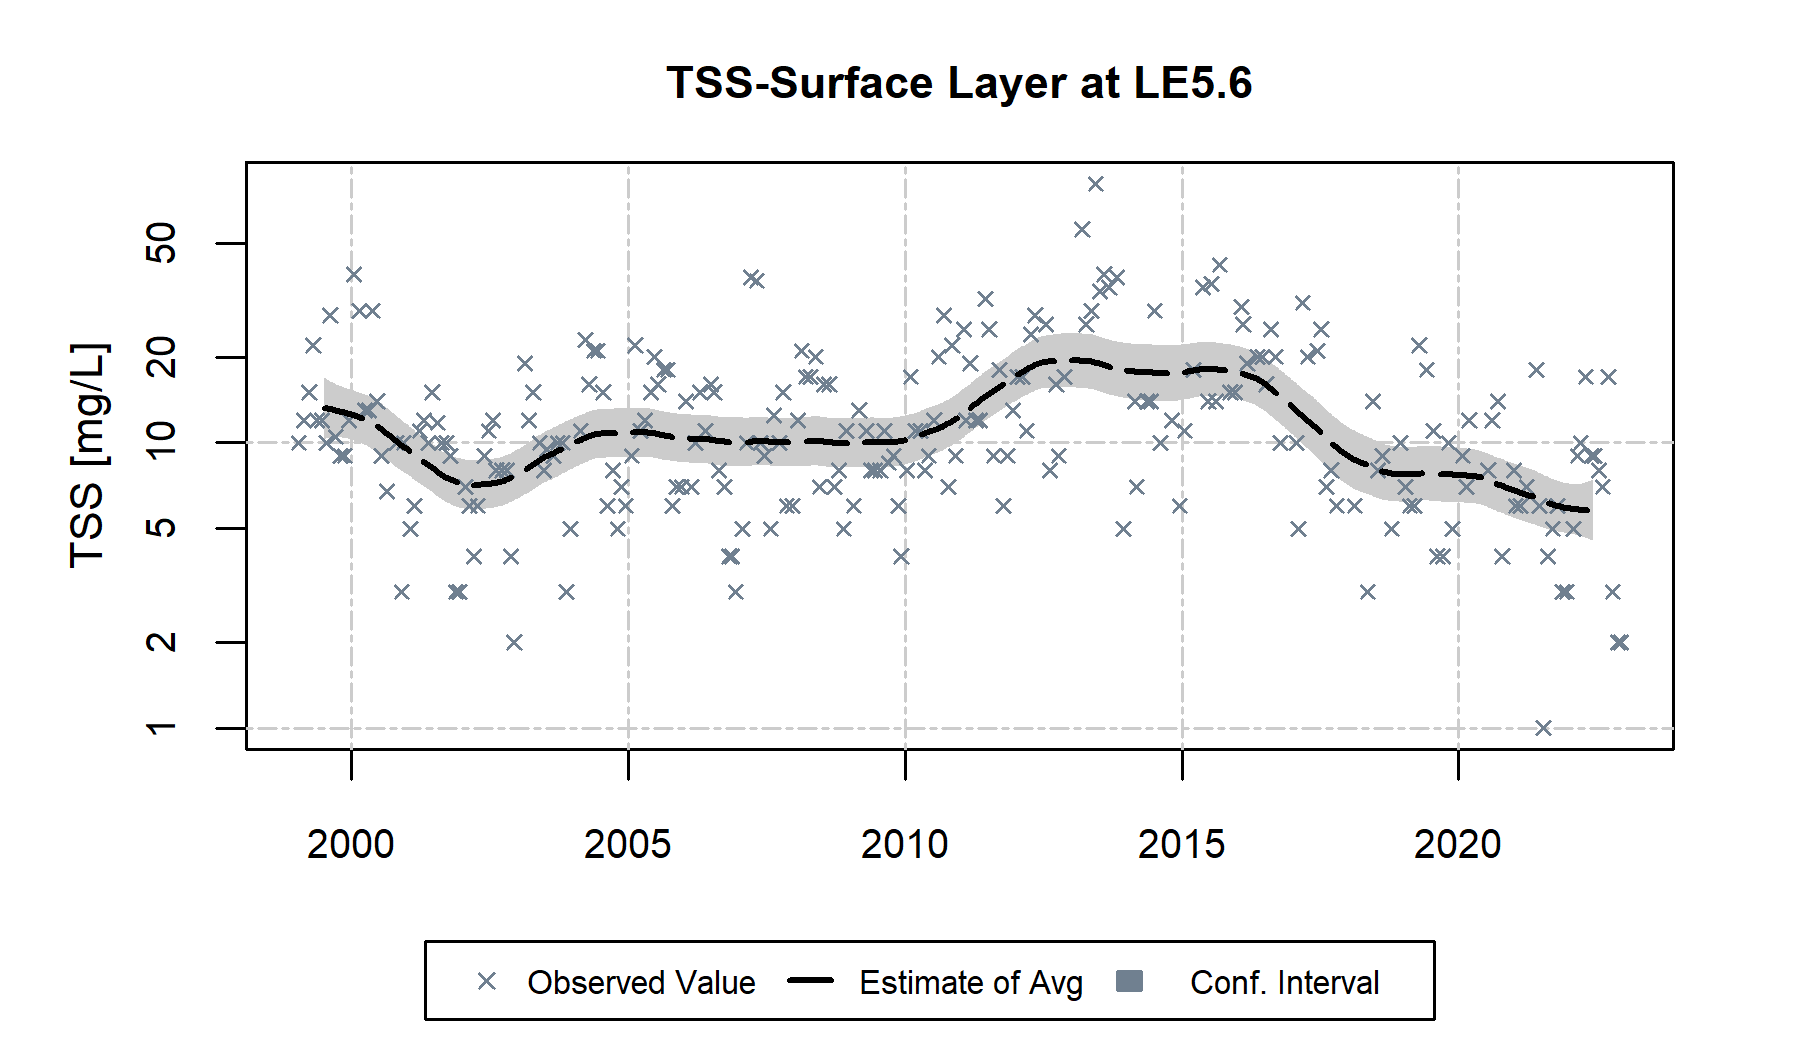 TSS-Surface Layer at LE5.6
TSS [mg/L]
50
20
10
5
2
1
2000 2005 2010 2015 2020
Observed Value Estimate of Avg Conf. Interval